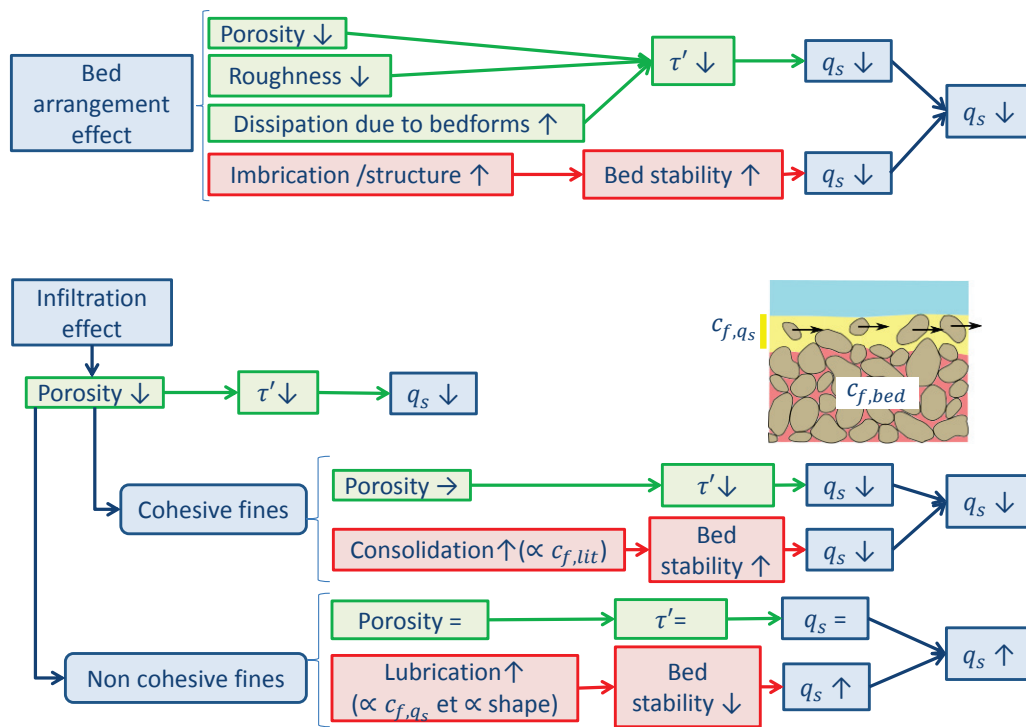 Bed
arrangement
effect
Porosity ↓
Roughness ↓
Dissipation due to bedforms ↑
Imbrication /structure ↑
τ′ ↓
Bed stability ↑
q_s ↓
q_s ↓
q_s ↓
Infiltration
effect
Porosity ↓
τ′↓
q_s ↓
c_{f,q_s}
c_{f,bed}
Cohesive fines
Porosity →
τ′↓
q_s ↓
Consolidation↑(∝ c_{f,lit})
Bed
stability ↑
q_s ↓
q_s ↓
Non cohesive fines
Porosity =
τ′=
q_s =
Lubrication↑
(∝ c_{f,q_s} et ∝ shape)
Bed
stability ↓
q_s ↑
q_s ↑